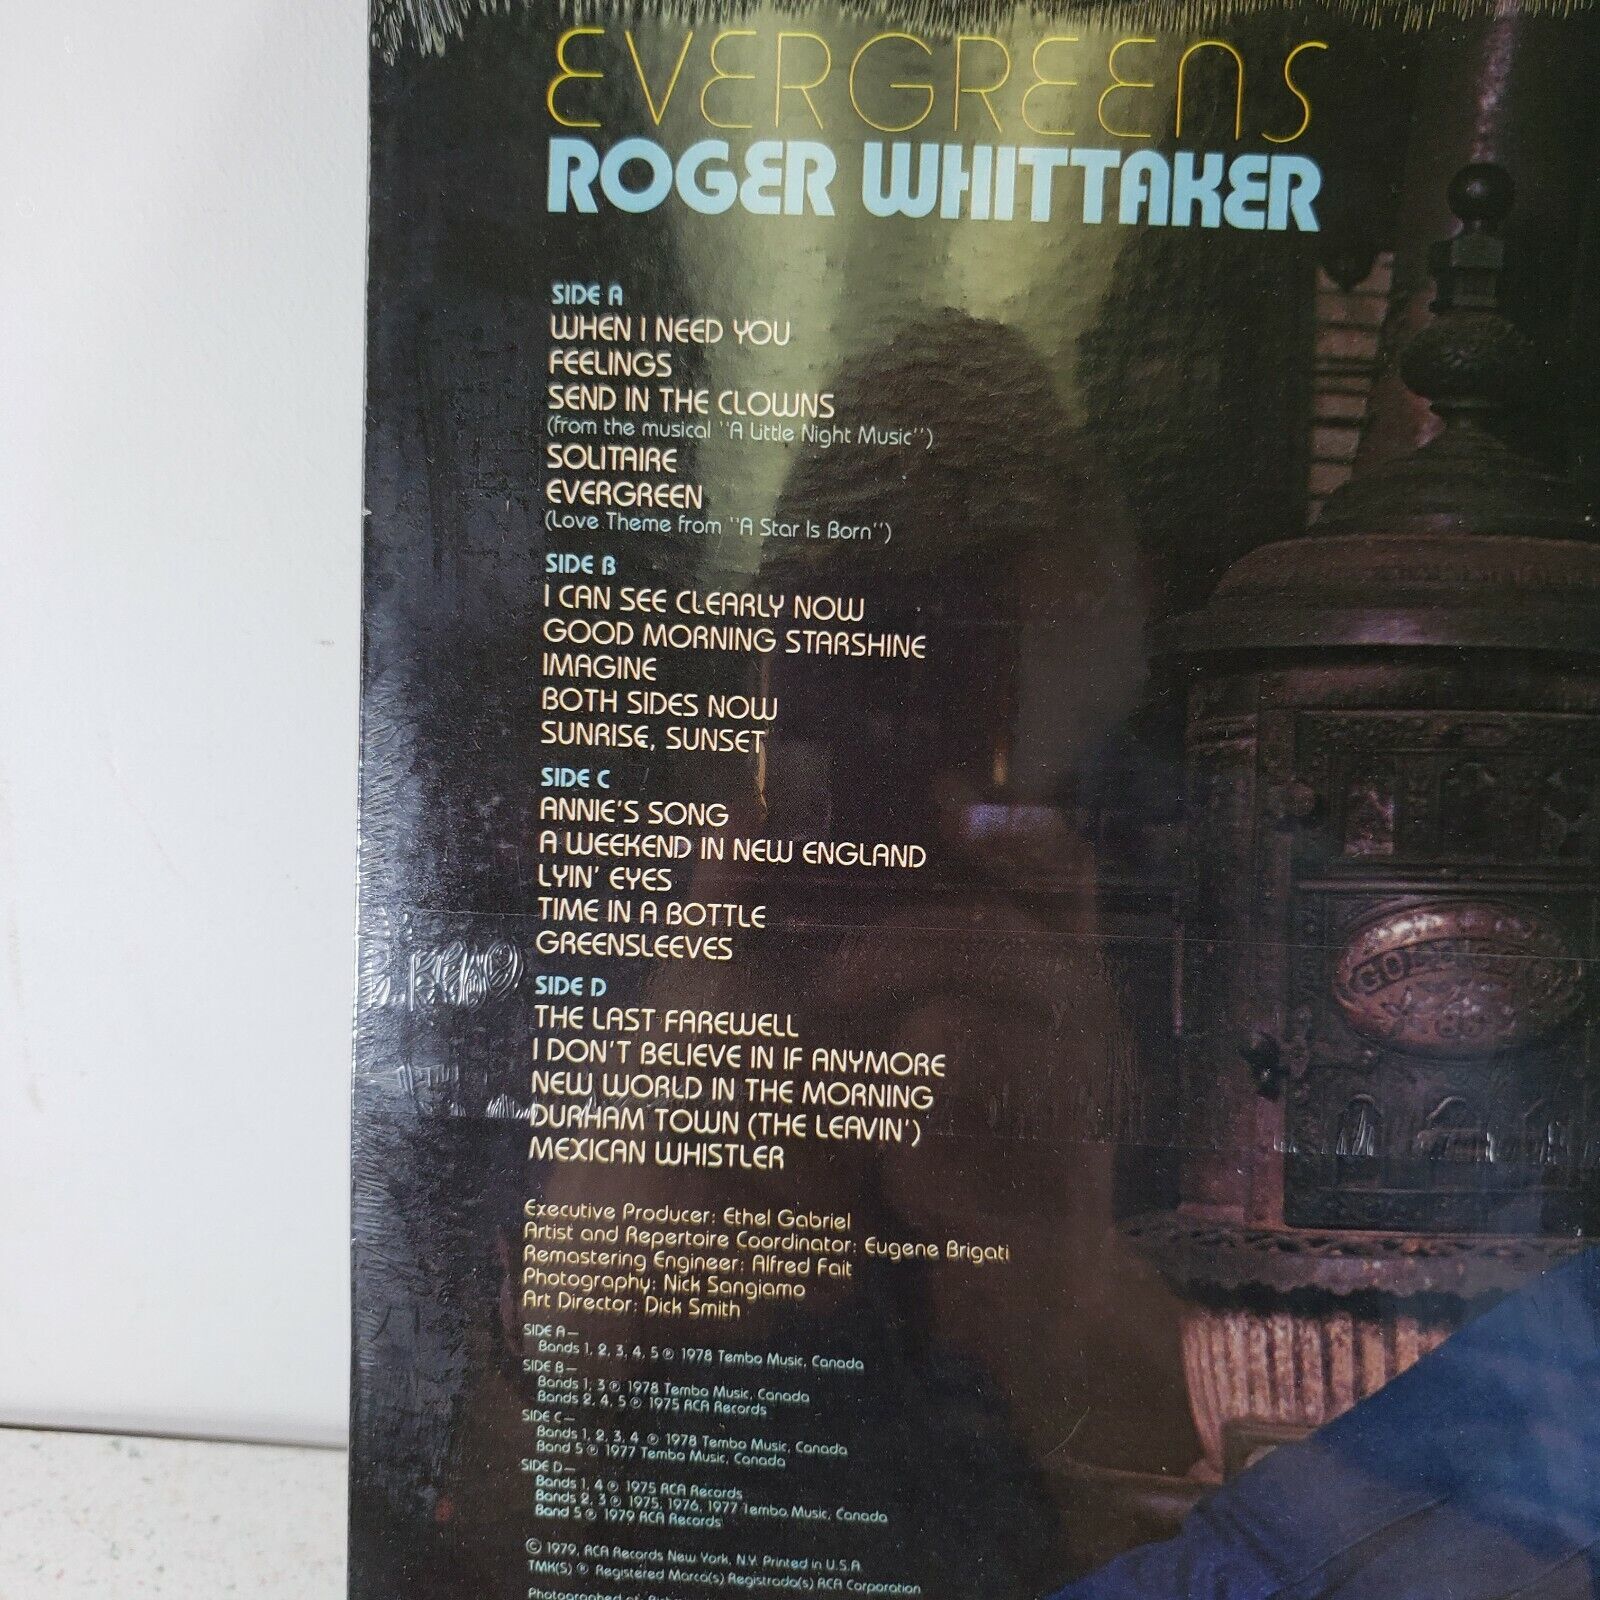 EVERGREENS
ROGER WHITTAKER
SIDE A
WHEN I NEED YOU
FEELINGS
SEND IN THE CLOWNS
(from the musical "A Little Night Music")
SOLITAIRE
EVERGREEN
(Love Theme from "A Star Is Born")
SIDE B
I CAN SEE CLEARLY NOW
GOOD MORNING STARSHINE
IMAGINE
BOTH SIDES NOW
SUNRISE, SUNSET
SIDE C
ANNIE'S SONG
A WEEKEND IN NEW ENGLAND
LYIN' EYES
TIME IN A BOTTLE
GREENSLEEVES
SIDE D
THE LAST FAREWELL
I DON'T BELIEVE IN IF ANYMORE
NEW WORLD IN THE MORNING
DURHAM TOWN (THE LEAVIN')
MEXICAN WHISTLER
Executive Producer: Ethel Gabriel
Artist and Repertoire Coordinator: Eugene Brigati
Remastering Engineer: Alfred Fait
Photography: Nick Sangiamo
Art Director: Dick Smith
SIDE A—
Bands 1, 2, 3, 4, 5 ℗ 1978 Tembo Music, Canada
SIDE B—
Bands 1, 3 ℗ 1978 Tembo Music, Canada
Bands 2, 4, 5 ℗ 1975 RCA Records
SIDE C—
Bands 1, 2, 3, 4 ℗ 1978 Tembo Music, Canada
Band 5 ℗ 1977 Tembo Music, Canada
SIDE D—
Bands 1, 4 ℗ 1975 RCA Records
Bands 2, 3 ℗ 1975, 1976, 1977 Tembo Music, Canada
Band 5 ℗ 1979 RCA Records
© 1979, RCA Records New York, N.Y. Printed in U.S.A.
TMK(S) ® Registered Marca(s) Registrada(s) RCA Corporation
Photographed at